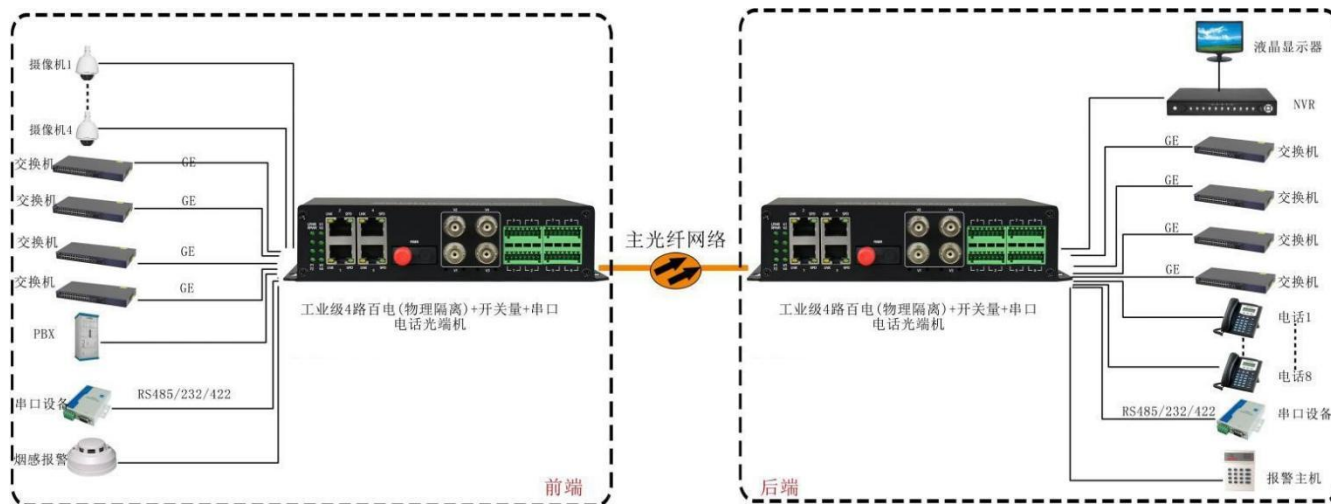 摄像机1
摄像机4
交换机
GE
交换机
GE
交换机
GE
交换机
GE
PBX
串口设备
RS485/232/422
烟感报警
工业级4路百电(物理隔离)+开关量+串口
电话光端机
前端
主光纤网络
液晶显示器
NVR
GE
交换机
GE
交换机
GE
交换机
GE
交换机
工业级4路百电(物理隔离)+开关量+串口
电话光端机
电话1
电话8
RS485/232/422
串口设备
报警主机
后端